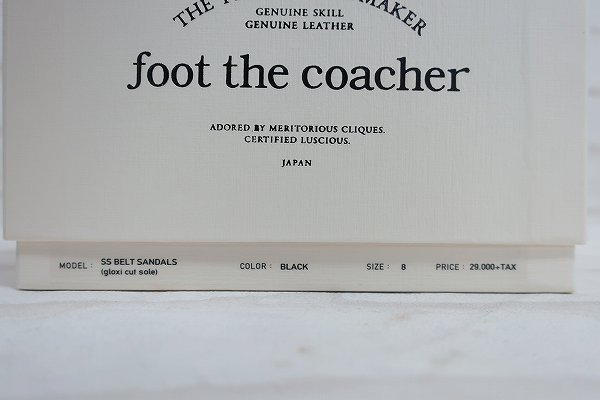 THE
MAKER
GENUINE SKILL
GENUINE LEATHER
foot the coacher
ADORED BY MERITORIOUS CLIQUES.
CERTIFIED LUSCIOUS.
JAPAN
MODEL : SS BELT SANDALS COLOR : BLACK SIZE : 8 PRICE : 29,000+TAX
(gloxi cut sole)